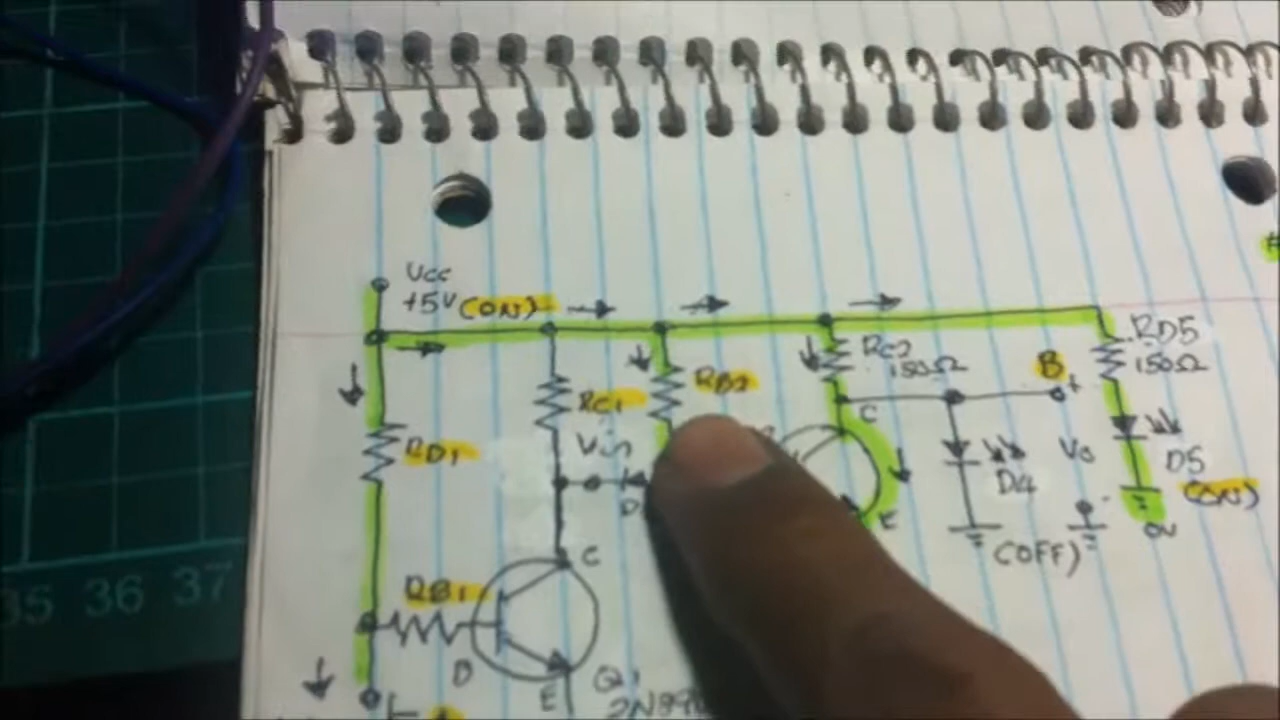 Vcc
+5V (ON)
RC2
150Ω
RD5
150Ω
B
+
RB2
RC1
C
Vin
RD1
Vo
D5
(ON)
D4
E
0V
(OFF)
C
RB1
Q1
E
35 36 37